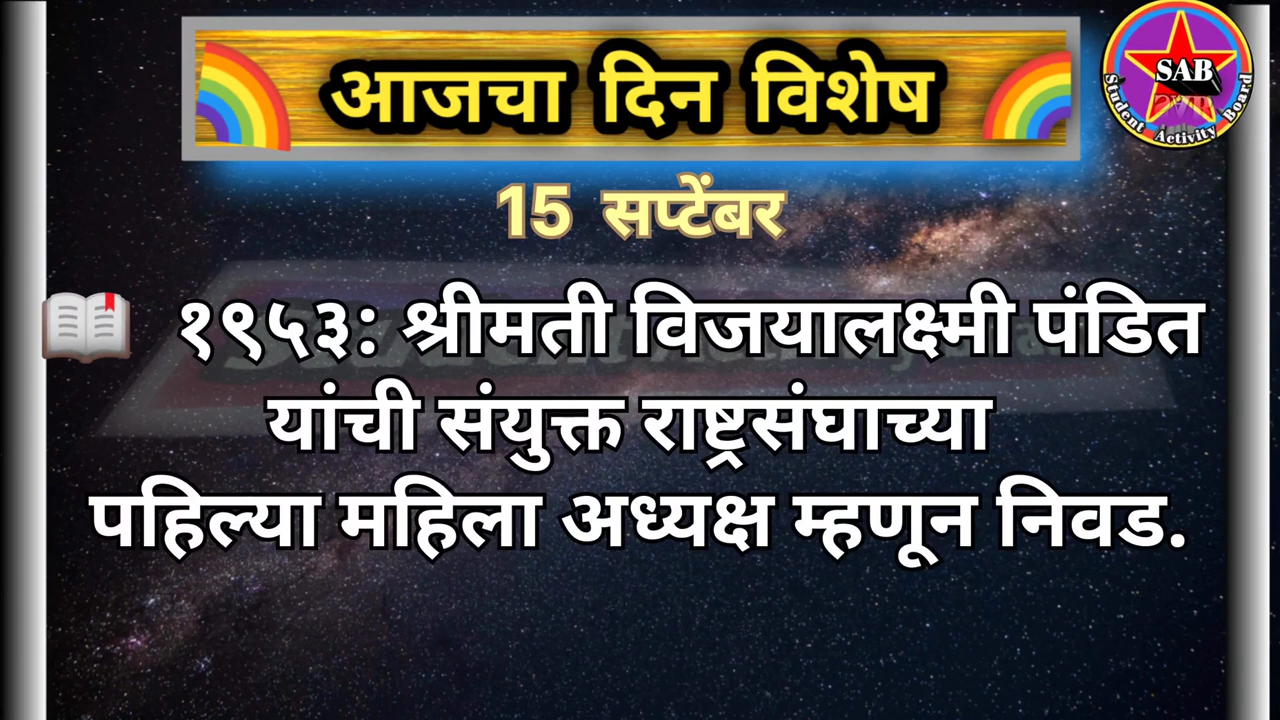 आजचा दिन विशेष
SAB
Student Activity Board
15 सप्टेंबर
१९५३: श्रीमती विजयालक्ष्मी पंडित
यांची संयुक्त राष्ट्रसंघाच्या
पहिल्या महिला अध्यक्ष म्हणून निवड.